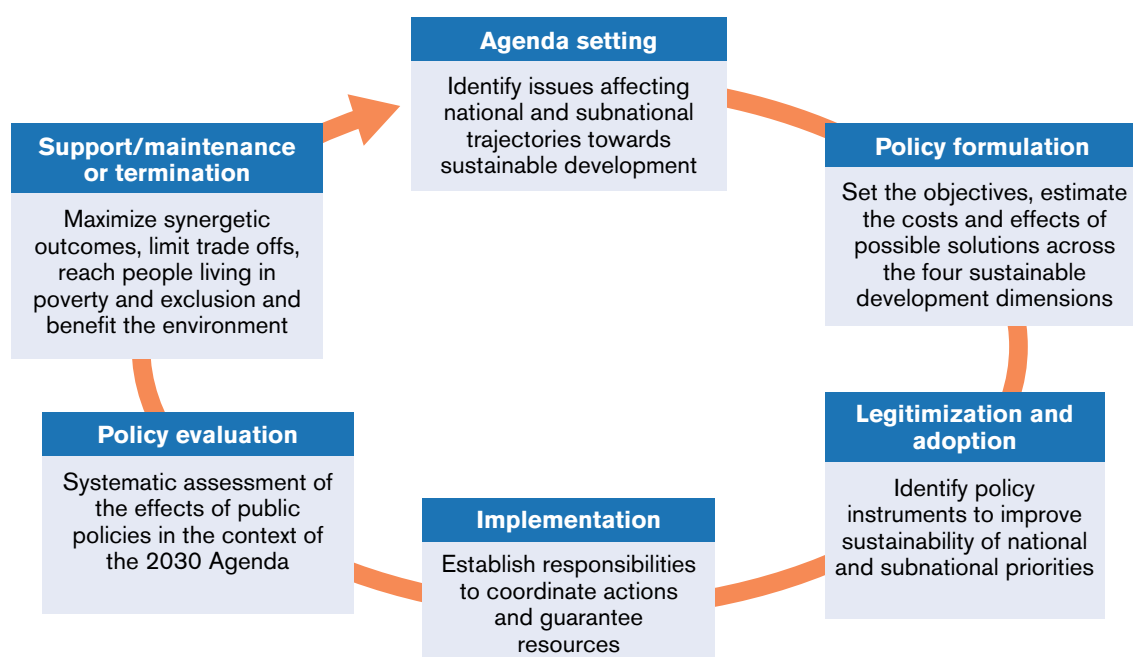 Agenda setting
Identify issues affecting
national and subnational
trajectories towards
sustainable development
Policy formulation
Set the objectives, estimate
the costs and effects of
possible solutions across
the four sustainable
development dimensions
Legitimization and
adoption
Identify policy
instruments to improve
sustainability of national
and subnational priorities
Implementation
Establish responsibilities
to coordinate actions
and guarantee
resources
Policy evaluation
Systematic assessment of
the effects of public
policies in the context of
the 2030 Agenda
Support/maintenance
or termination
Maximize synergetic
outcomes, limit trade offs,
reach people living in
poverty and exclusion and
benefit the environment